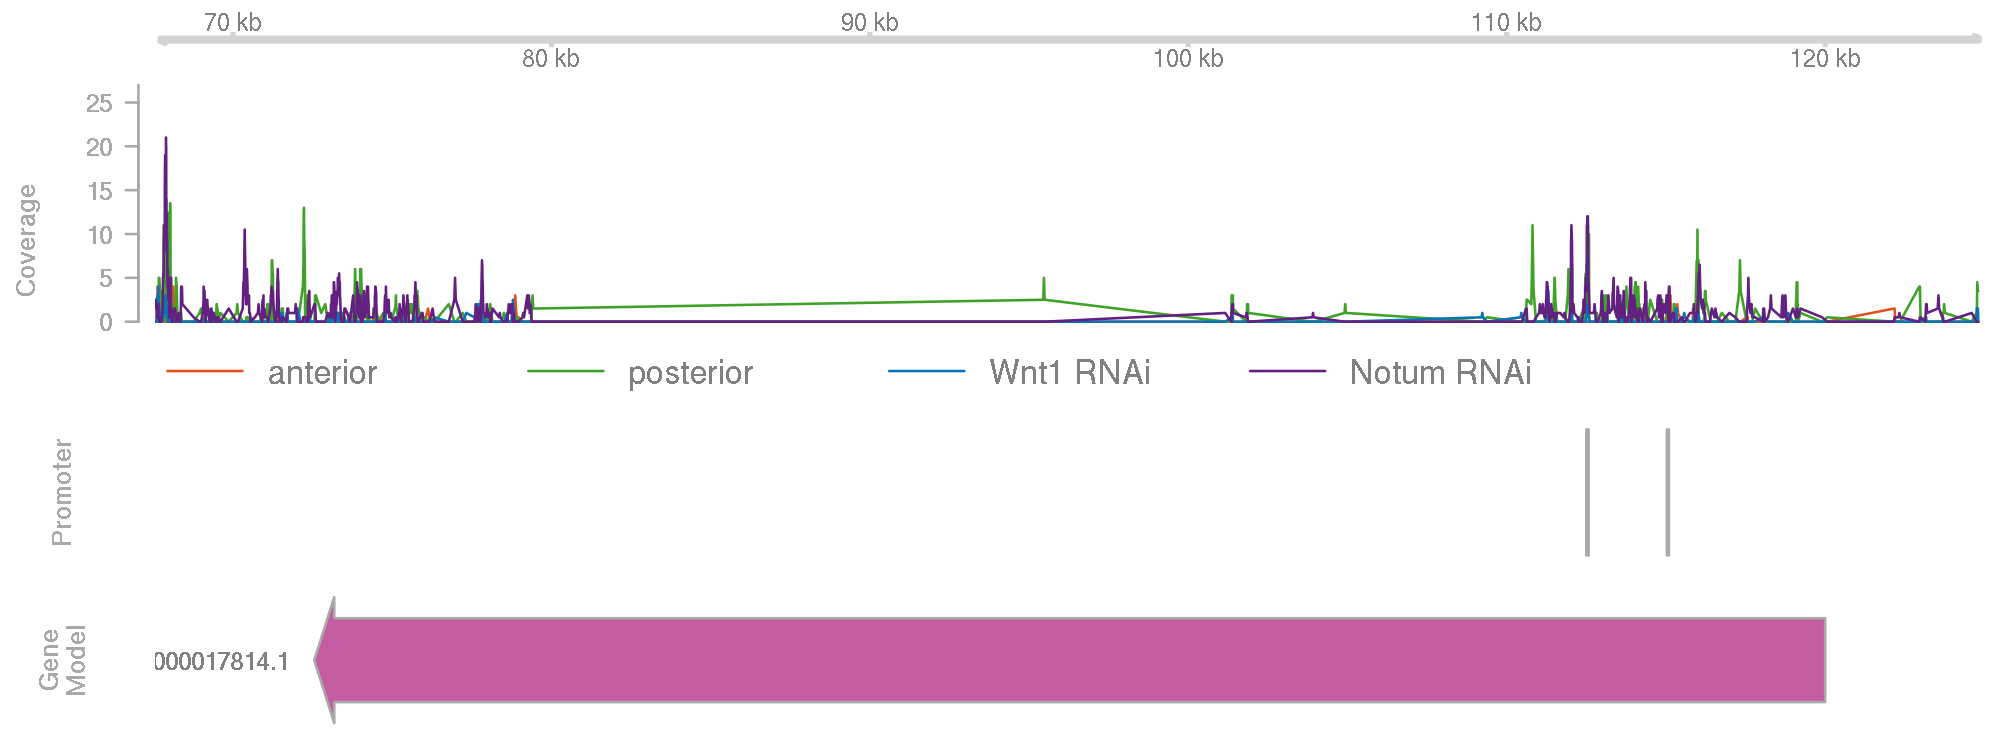 70 kb 90 kb 110 kb
80 kb 100 kb 120 kb
Coverage
25
20
15
10
5
0
anterior posterior Wnt1 RNAi Notum RNAi
Promoter
Gene
Model
000017814.1